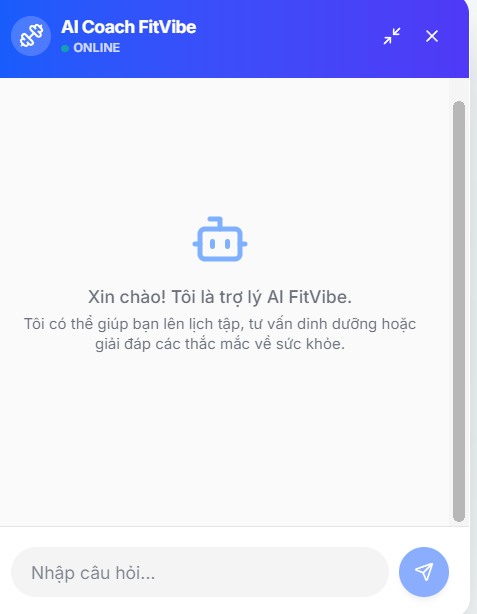 AI Coach FitVibe
ONLINE
Xin chào! Tôi là trợ lý AI FitVibe.
Tôi có thể giúp bạn lên lịch tập, tư vấn dinh dưỡng hoặc
giải đáp các thắc mắc về sức khỏe.
Nhập câu hỏi...